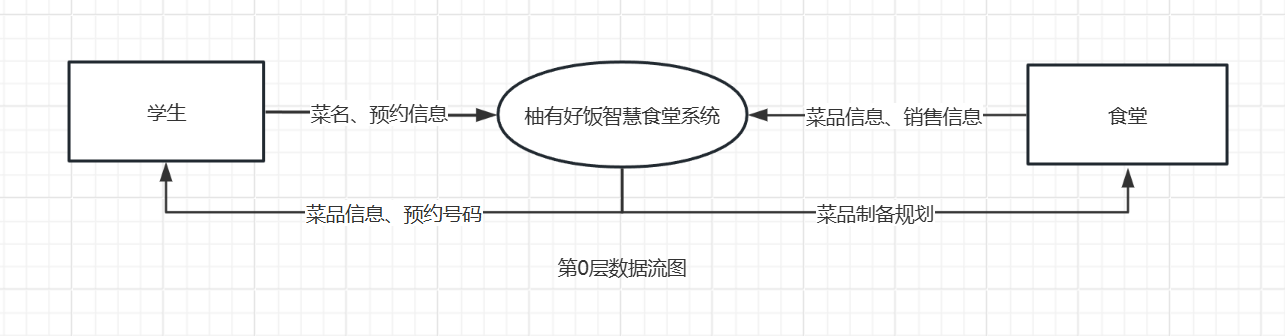 学生
菜名、预约信息
柚有好饭智慧食堂系统
菜品信息、销售信息
食堂
菜品信息、预约号码
菜品制备规划
第0层数据流图